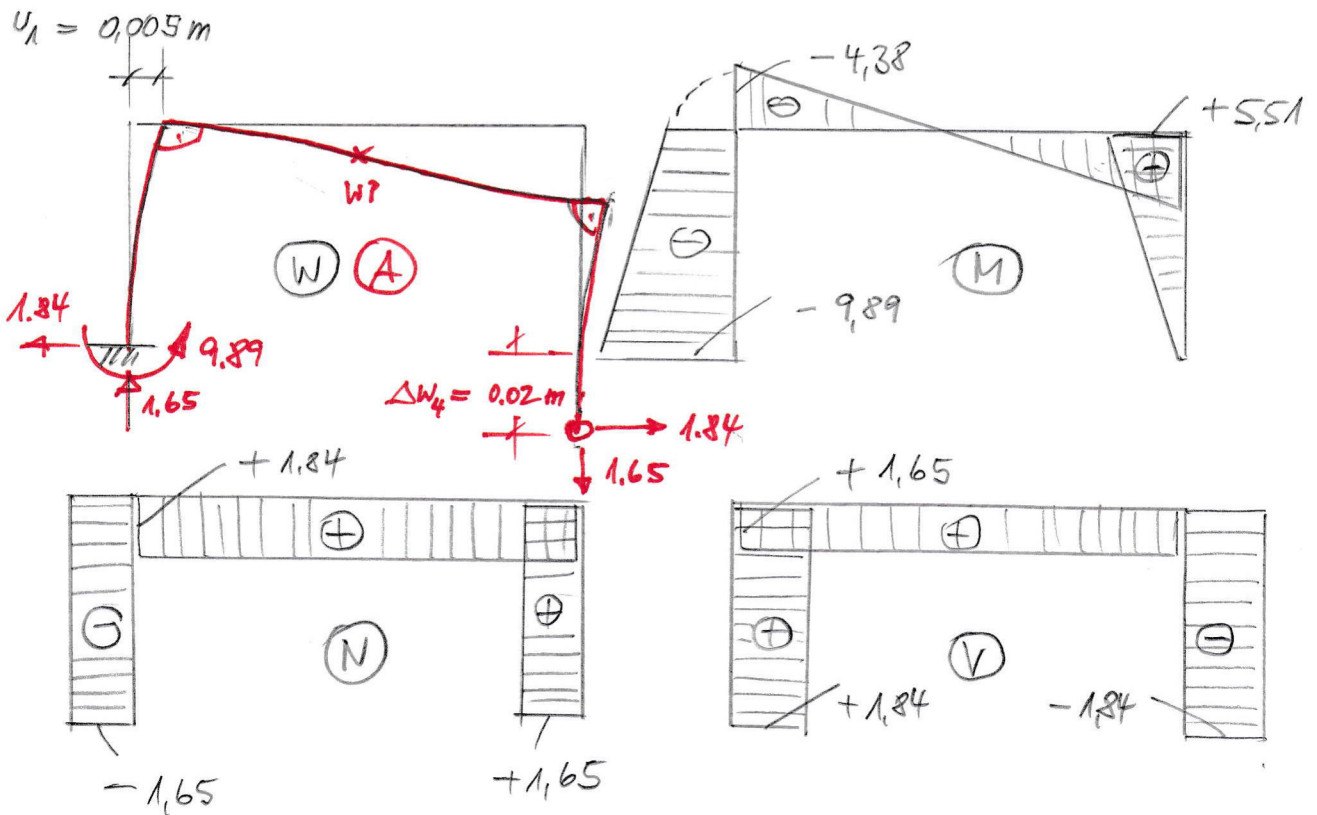 u₁ = 0,005 m
- 4,38
+ 5,51
WP
W A
M
1.84
9.89
1,65
- 9,89
ΔW₄ = 0.02 m
1.84
1.65
+ 1.84
+ 1,65
N
V
+1,84
- 1,84
- 1,65
+1,65